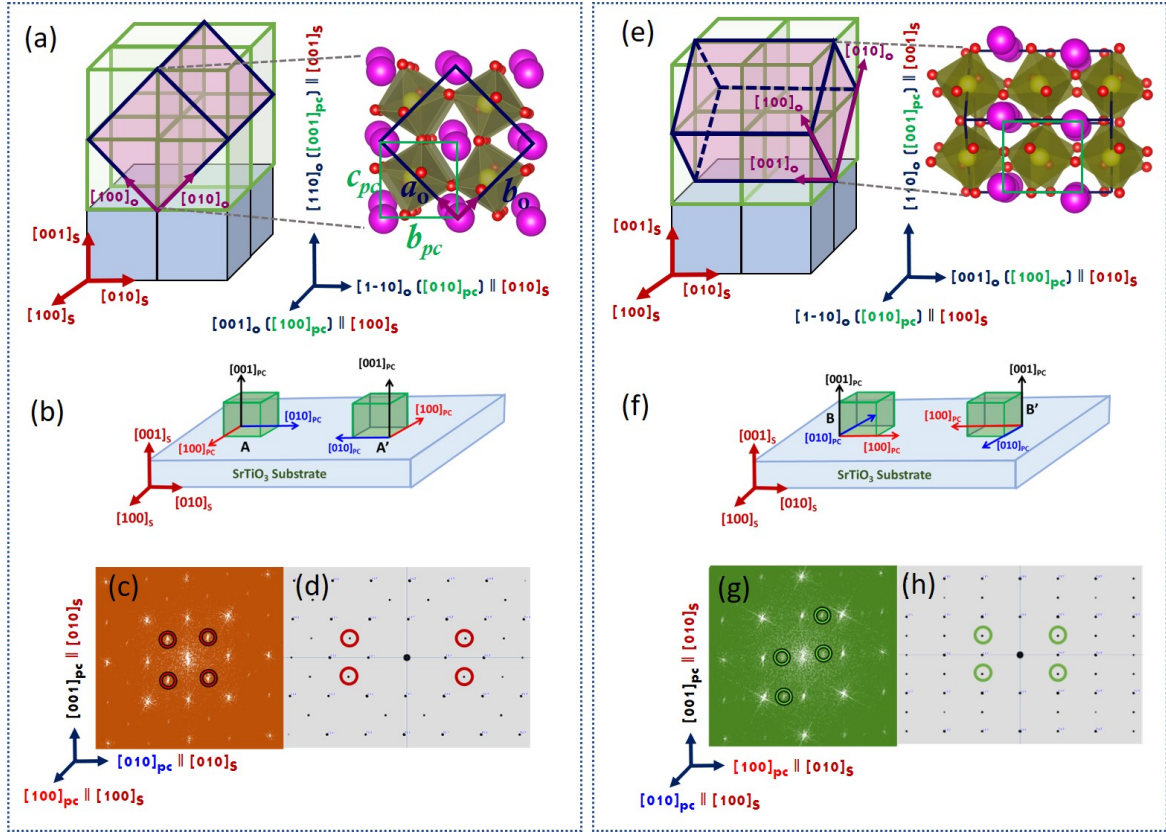 (a)
[100]ₒ
[010]ₒ
[001]S
[010]S
[100]S
[110]ₒ ([001]pc) ∥ [001]S
cpc
aₒ
bₒ
bpc
[1-10]ₒ ([010]pc) ∥ [010]S
[001]ₒ ([100]pc) ∥ [100]S
(b)
[001]PC
[001]PC
[010]PC
[100]PC
[100]PC
A
[010]PC
A’
[001]S
SrTiO3 Substrate
[010]S
[100]S
(c)
(d)
[001]pc ∥ [010]S
[010]pc ∥ [010]S
[100]pc ∥ [100]S
(e)
[010]ₒ
[100]ₒ
[001]ₒ
[001]S
[010]S
[100]S
[110]ₒ ([001]pc) ∥ [001]S
[001]ₒ ([100]pc) ∥ [010]S
[1-10]ₒ ([010]pc) ∥ [100]S
(f)
[001]PC
[001]PC
B
[100]PC
B’
[010]PC
[100]PC
[010]PC
[001]S
SrTiO3 Substrate
[010]S
[100]S
(g)
(h)
[001]pc ∥ [010]S
[100]pc ∥ [010]S
[010]pc ∥ [100]S